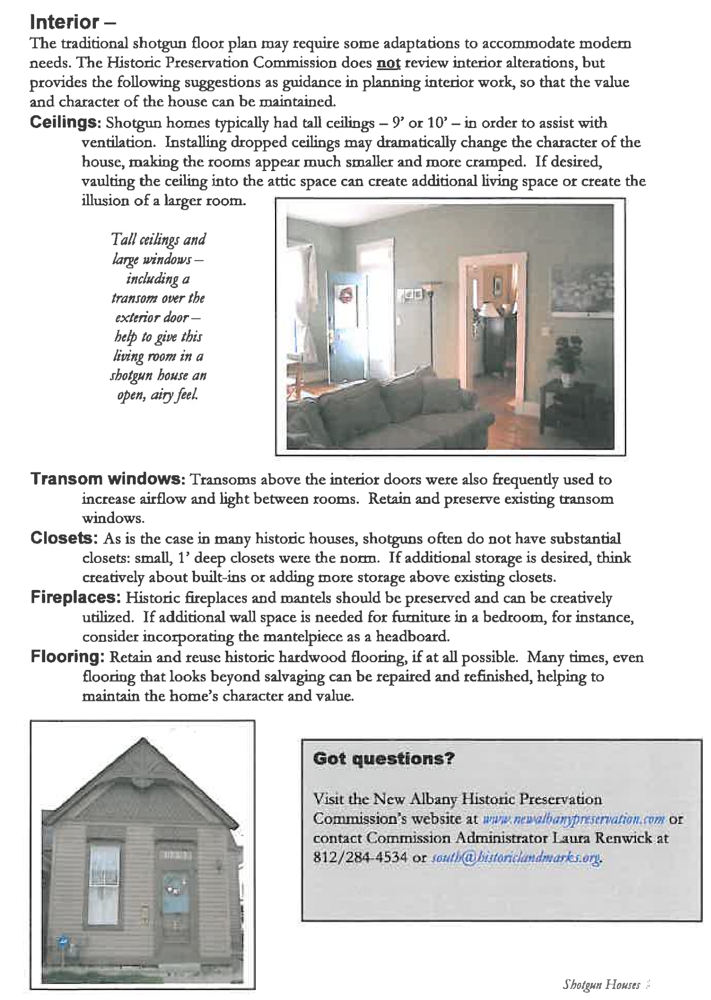 Interior –
The traditional shotgun floor plan may require some adaptations to accommodate modern
needs. The Historic Preservation Commission does not review interior alterations, but
provides the following suggestions as guidance in planning interior work, so that the value
and character of the house can be maintained.
Ceilings: Shotgun homes typically had tall ceilings – 9’ or 10’ – in order to assist with
ventilation. Installing dropped ceilings may dramatically change the character of the
house, making the rooms appear much smaller and more cramped. If desired,
vaulting the ceiling into the attic space can create additional living space or create the
illusion of a larger room.
Tall ceilings and
large windows –
including a
transom over the
exterior door –
help to give this
living room in a
shotgun house an
open, airy feel.
Transom windows: Transoms above the interior doors were also frequently used to
increase airflow and light between rooms. Retain and preserve existing transom
windows.
Closets: As is the case in many historic houses, shotguns often do not have substantial
closets: small, 1’ deep closets were the norm. If additional storage is desired, think
creatively about built-ins or adding more storage above existing closets.
Fireplaces: Historic fireplaces and mantels should be preserved and can be creatively
utilized. If additional wall space is needed for furniture in a bedroom, for instance,
consider incorporating the mantelpiece as a headboard.
Flooring: Retain and reuse historic hardwood flooring, if at all possible. Many times, even
flooring that looks beyond salvaging can be repaired and refinished, helping to
maintain the home’s character and value.
Got questions?
Visit the New Albany Historic Preservation
Commission’s website at www.newalbanypreservation.com or
contact Commission Administrator Laura Renwick at
812/284-4534 or south@historiclandmarks.org.
Shotgun Houses